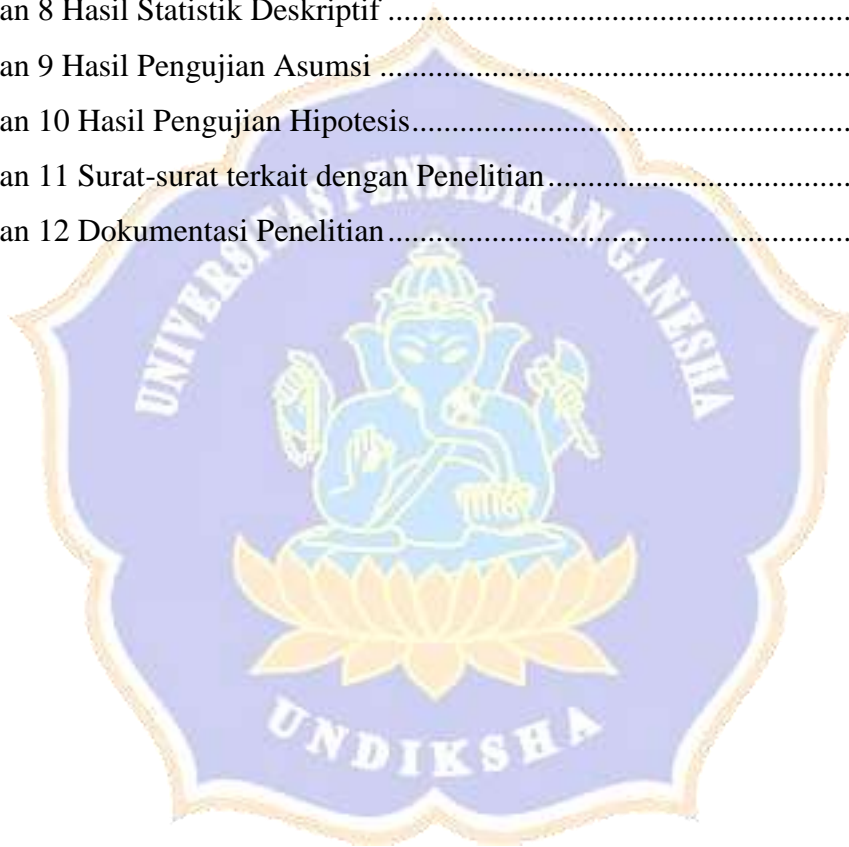 an 8 Hasil Statistik Deskriptif ..........................................................
an 9 Hasil Pengujian Asumsi ...........................................................
an 10 Hasil Pengujian Hipotesis.......................................................
an 11 Surat-surat terkait dengan Penelitian......................................
an 12 Dokumentasi Penelitian..........................................................
UNIVERSITAS PENDIDIKAN GANESHA
UNDIKSHA